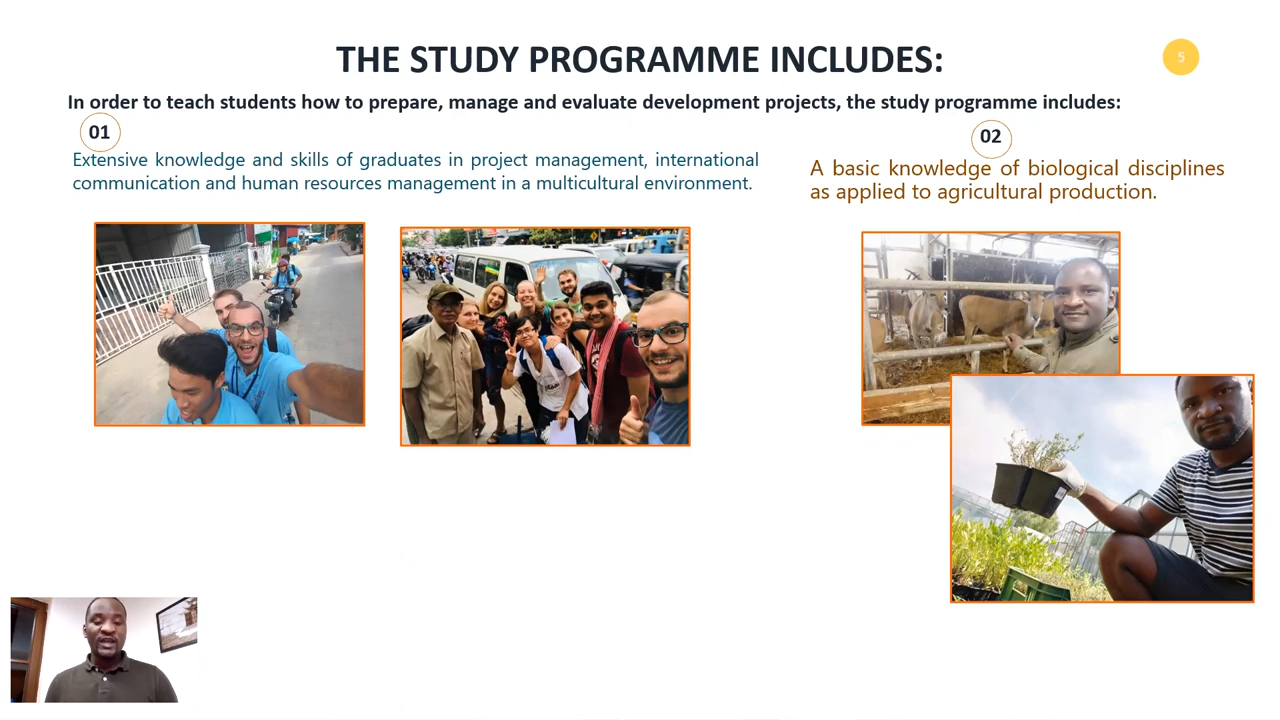 THE STUDY PROGRAMME INCLUDES:
5
In order to teach students how to prepare, manage and evaluate development projects, the study programme includes:
01
Extensive knowledge and skills of graduates in project management, international
communication and human resources management in a multicultural environment.
02
A basic knowledge of biological disciplines
as applied to agricultural production.